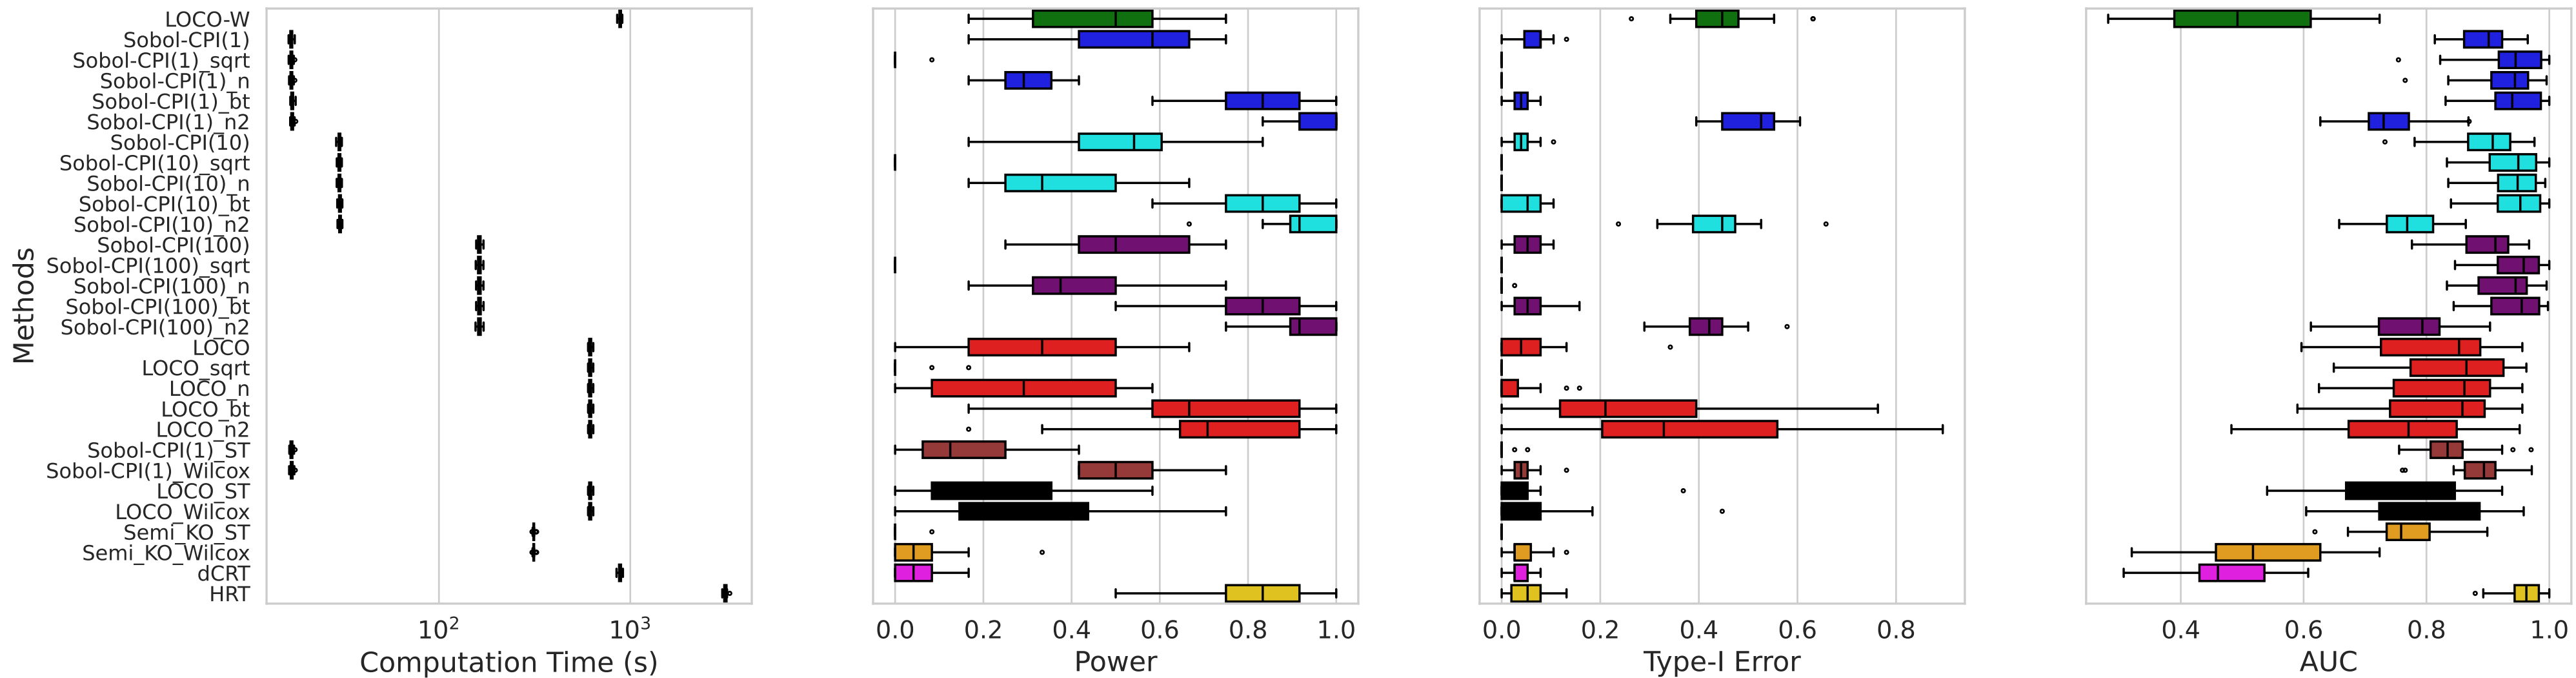 Methods
LOCO-W
Sobol-CPI(1)
Sobol-CPI(1)_sqrt
Sobol-CPI(1)_n
Sobol-CPI(1)_bt
Sobol-CPI(1)_n2
Sobol-CPI(10)
Sobol-CPI(10)_sqrt
Sobol-CPI(10)_n
Sobol-CPI(10)_bt
Sobol-CPI(10)_n2
Sobol-CPI(100)
Sobol-CPI(100)_sqrt
Sobol-CPI(100)_n
Sobol-CPI(100)_bt
Sobol-CPI(100)_n2
LOCO
LOCO_sqrt
LOCO_n
LOCO_bt
LOCO_n2
Sobol-CPI(1)_ST
Sobol-CPI(1)_Wilcox
LOCO_ST
LOCO_Wilcox
Semi_KO_ST
Semi_KO_Wilcox
dCRT
HRT
10² 10³
Computation Time (s)
0.0 0.2 0.4 0.6 0.8 1.0
Power
0.0 0.2 0.4 0.6 0.8
Type-I Error
0.4 0.6 0.8 1.0
AUC